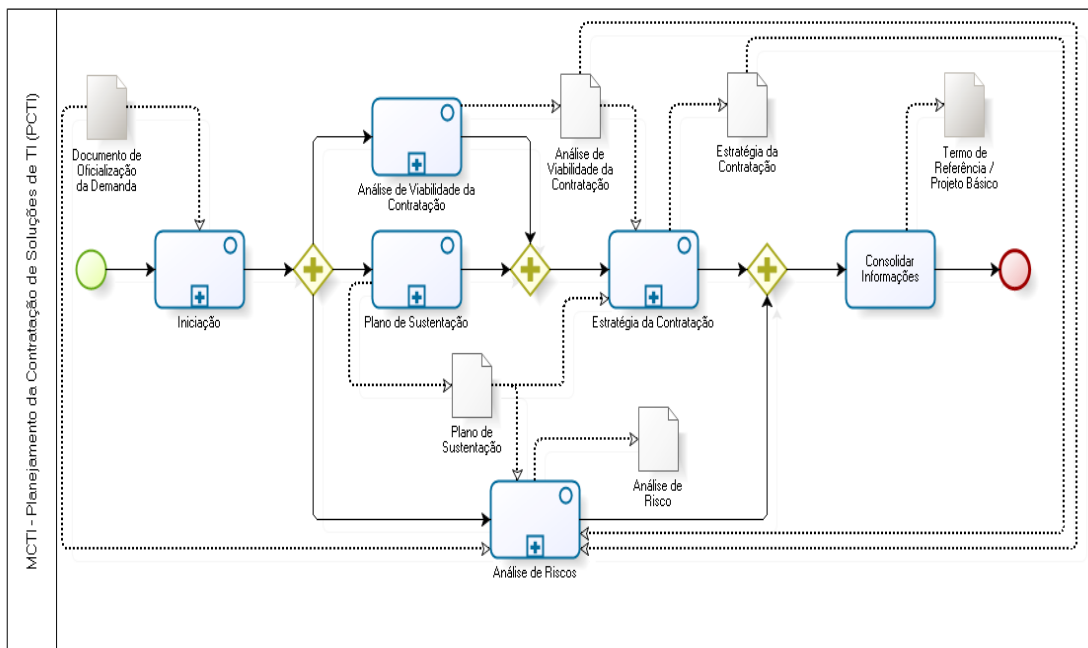 MCTI - Planejamento da Contratação de Soluções de TI (PCTI)
Documento de
Oficialização
da Demanda
Análise de Viabilidade da
Contratação
Análise de
Viabilidade da
Contratação
Estratégia da
Contratação
Termo de
Referência /
Projeto Básico
Iniciação
Plano de Sustentação
Estratégia da Contratação
Consolidar
Informações
Plano de
Sustentação
Análise de
Risco
Análise de Riscos